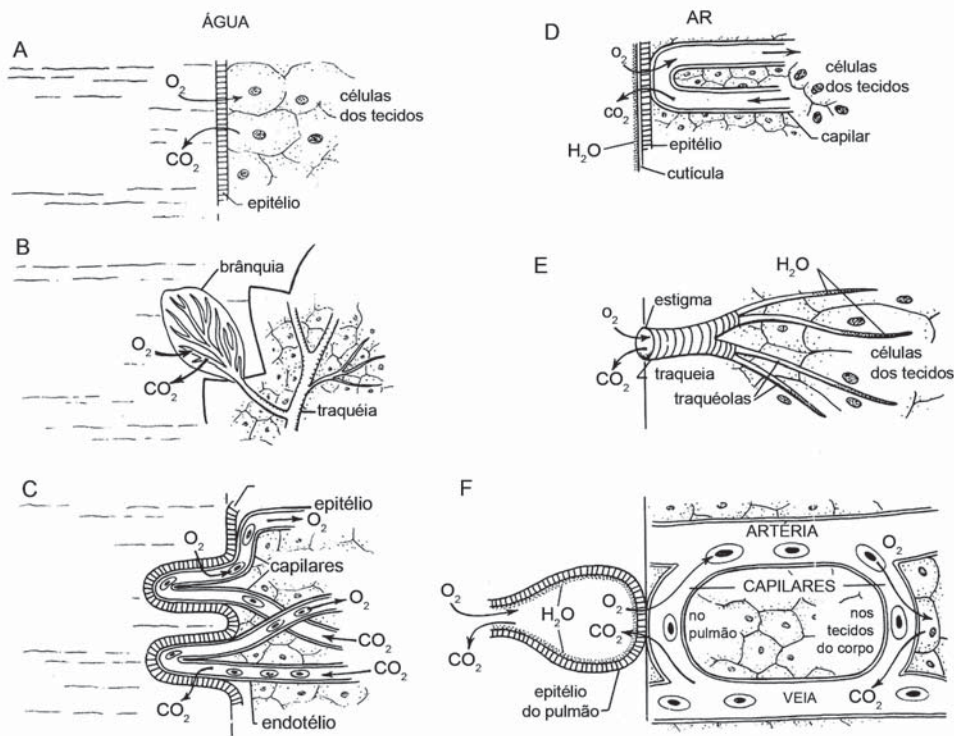 ÁGUA
A
O2
CO2
células
dos tecidos
epitélio
B
brânquia
O2
CO2
traquéia
C
epitélio
O2
O2
capilares
O2
CO2
CO2
CO2
endotélio
AR
D
O2
CO2
H2O
células
dos tecidos
capilar
epitélio
cutícula
E
H2O
estigma
O2
CO2
traqueia
traquéolas
células
dos tecidos
F
ARTÉRIA
O2
CAPILARES
O2
H2O
O2
CO2
CO2
no
pulmão
nos
tecidos
do corpo
CO2
VEIA
epitélio
do pulmão